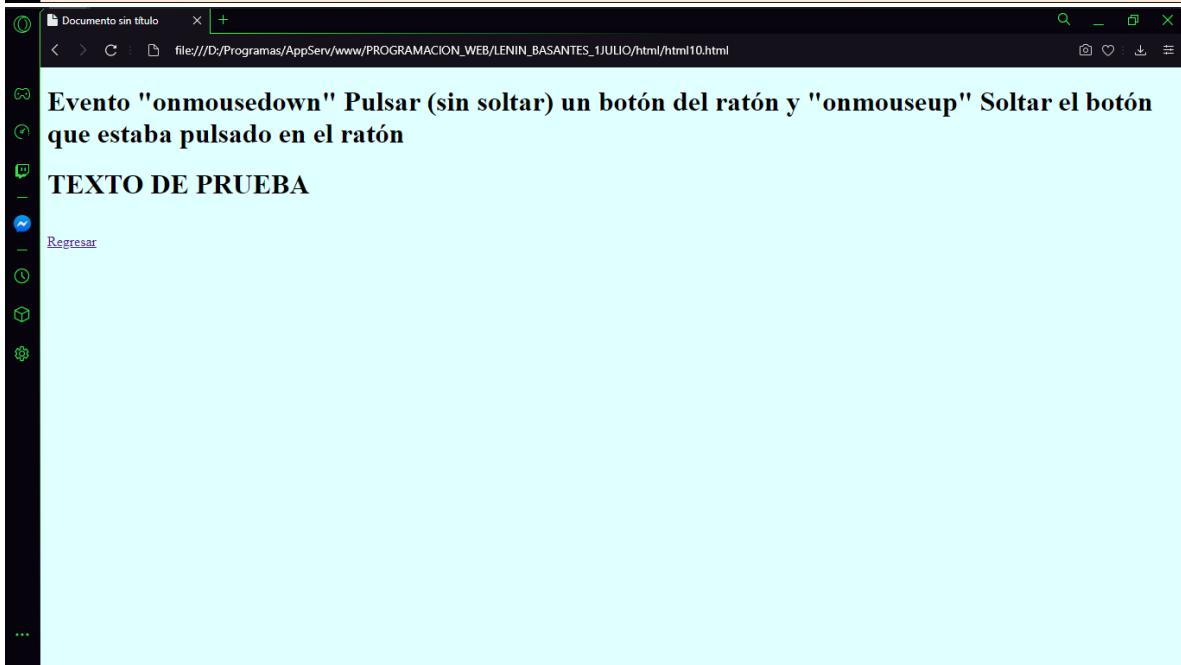 Documento sin título
file:///D:/Programas/AppServ/www/PROGRAMACION_WEB/LENIN_BASANTES_1JULIO/html/html10.html
Evento "onmousedown" Pulsar (sin soltar) un botón del ratón y "onmouseup" Soltar el botón
que estaba pulsado en el ratón
TEXTO DE PRUEBA
Regresar